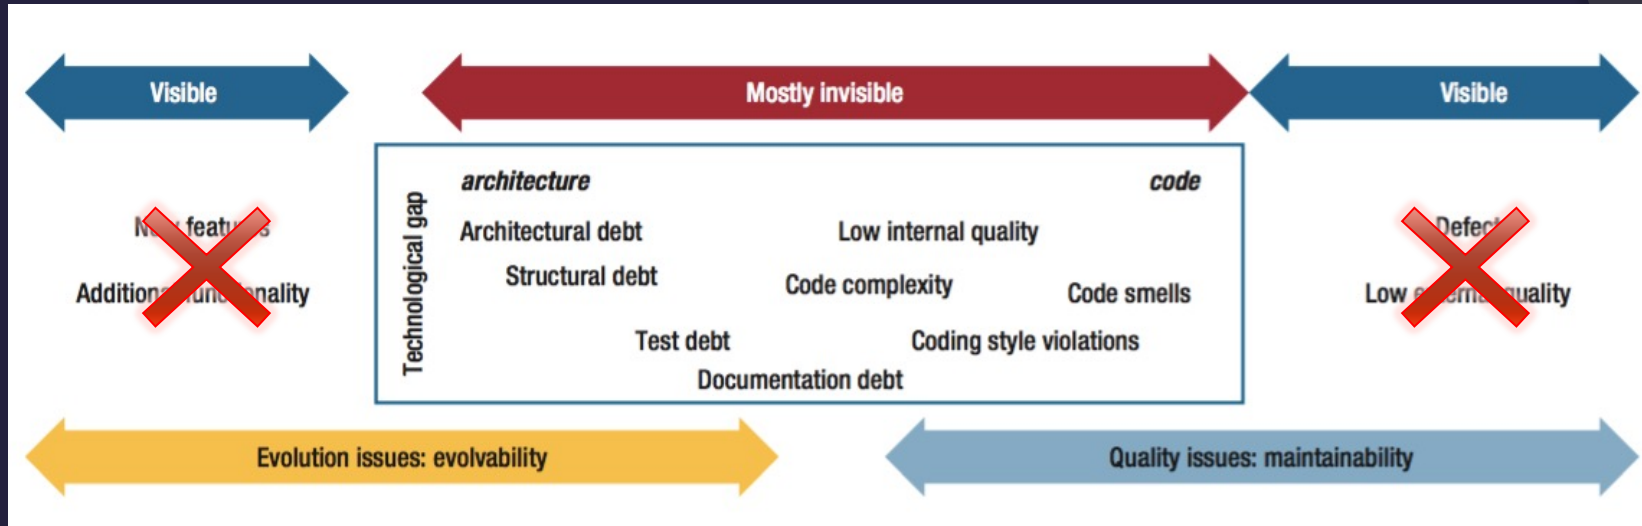 Visible
Mostly invisible
Visible
architecture
code
Technological gap
Architectural debt
Low internal quality
Structural debt
Code complexity
Code smells
Test debt
Coding style violations
Documentation debt
Low quality
Evolution issues: evolvability
Quality issues: maintainability